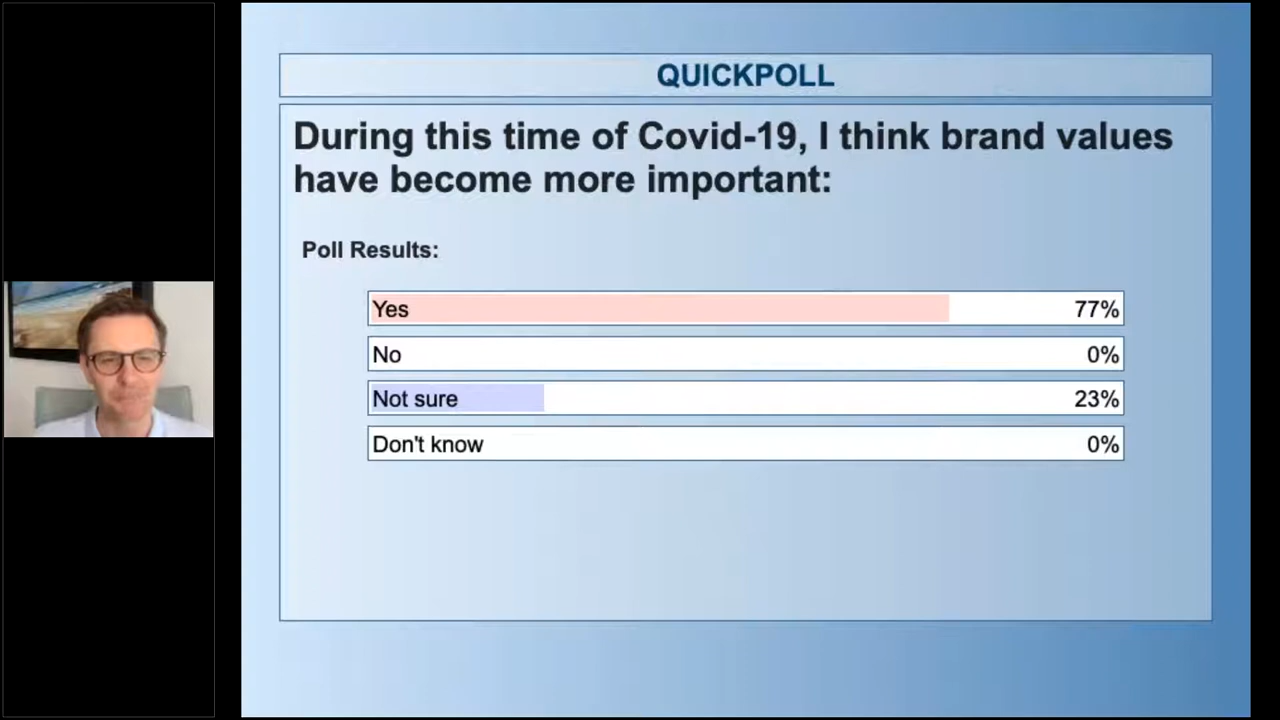 QUICKPOLL
During this time of Covid-19, I think brand values
have become more important:
Poll Results:
Yes 77%
No 0%
Not sure 23%
Don't know 0%